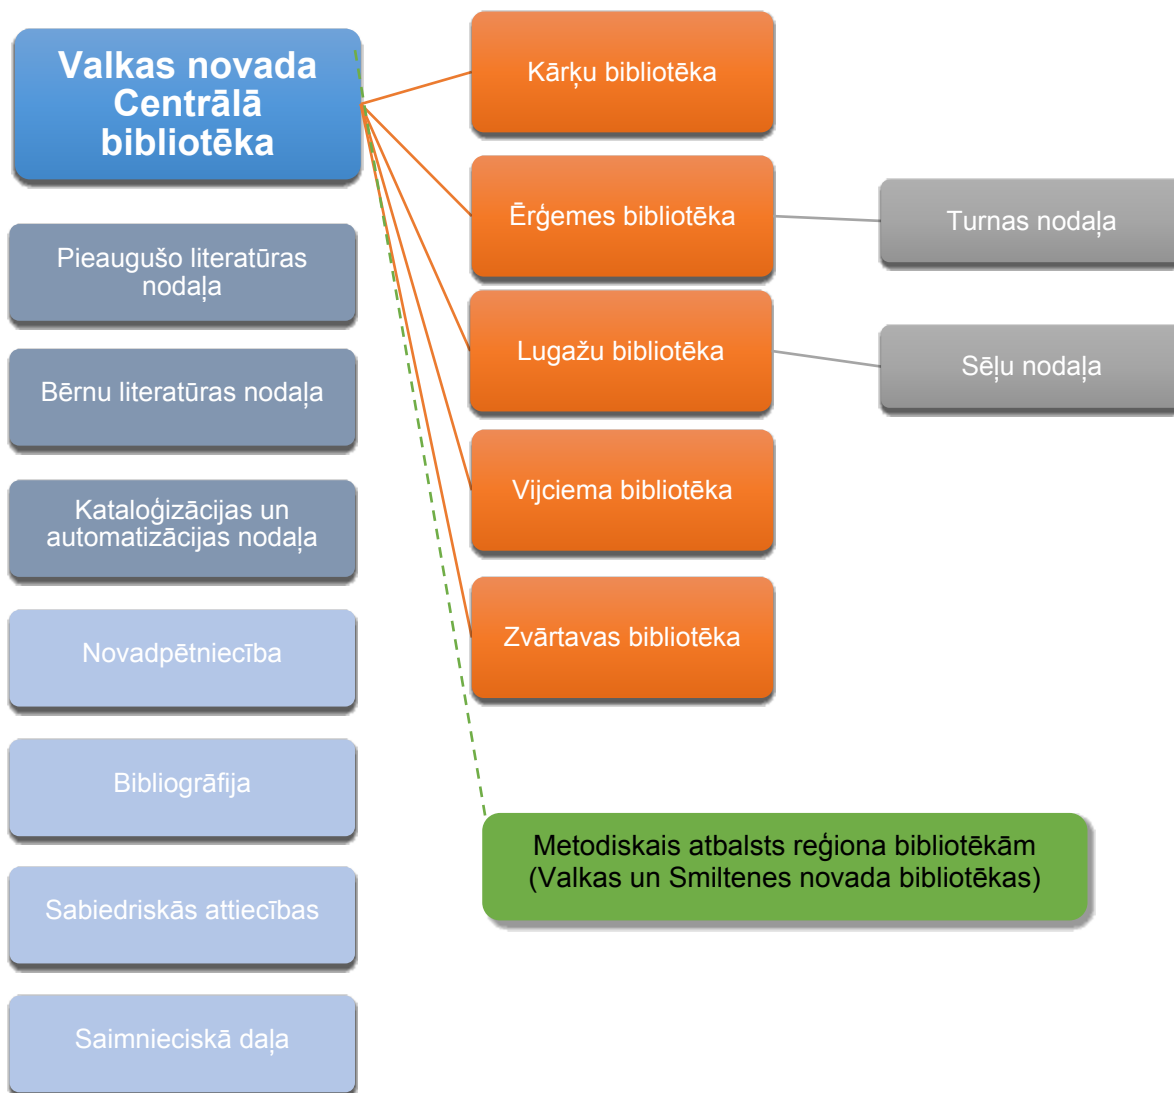 Valkas novada
Centrālā
bibliotēka
Pieaugušo literatūras
nodaļa
Bērnu literatūras nodaļa
Kataloģizācijas un
automatizācijas nodaļa
Novadpētniecība
Bibliogrāfija
Sabiedriskās attiecības
Saimnieciskā daļa
Kārķu bibliotēka
Ērģemes bibliotēka
Lugažu bibliotēka
Vijciema bibliotēka
Zvārtavas bibliotēka
Turnas nodaļa
Sēļu nodaļa
Metodiskais atbalsts reģiona bibliotēkām
(Valkas un Smiltenes novada bibliotēkas)